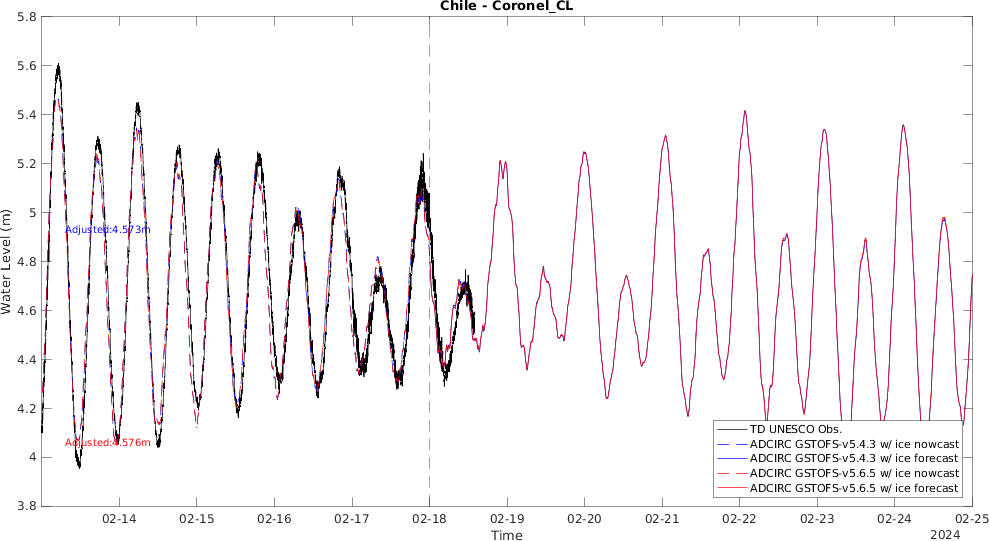 Chile - Coronel_CL
Water Level (m)
5.8
5.6
5.4
5.2
5
4.8
4.6
4.4
4.2
4
3.8
Adjusted:4.573m
Adjusted:4.576m
TD UNESCO Obs.
ADCIRC GSTOFS-v5.4.3 w/ ice nowcast
ADCIRC GSTOFS-v5.4.3 w/ ice forecast
ADCIRC GSTOFS-v5.6.5 w/ ice nowcast
ADCIRC GSTOFS-v5.6.5 w/ ice forecast
02-14 02-15 02-16 02-17 02-18 02-19 02-20 02-21 02-22 02-23 02-24 02-25
Time
2024